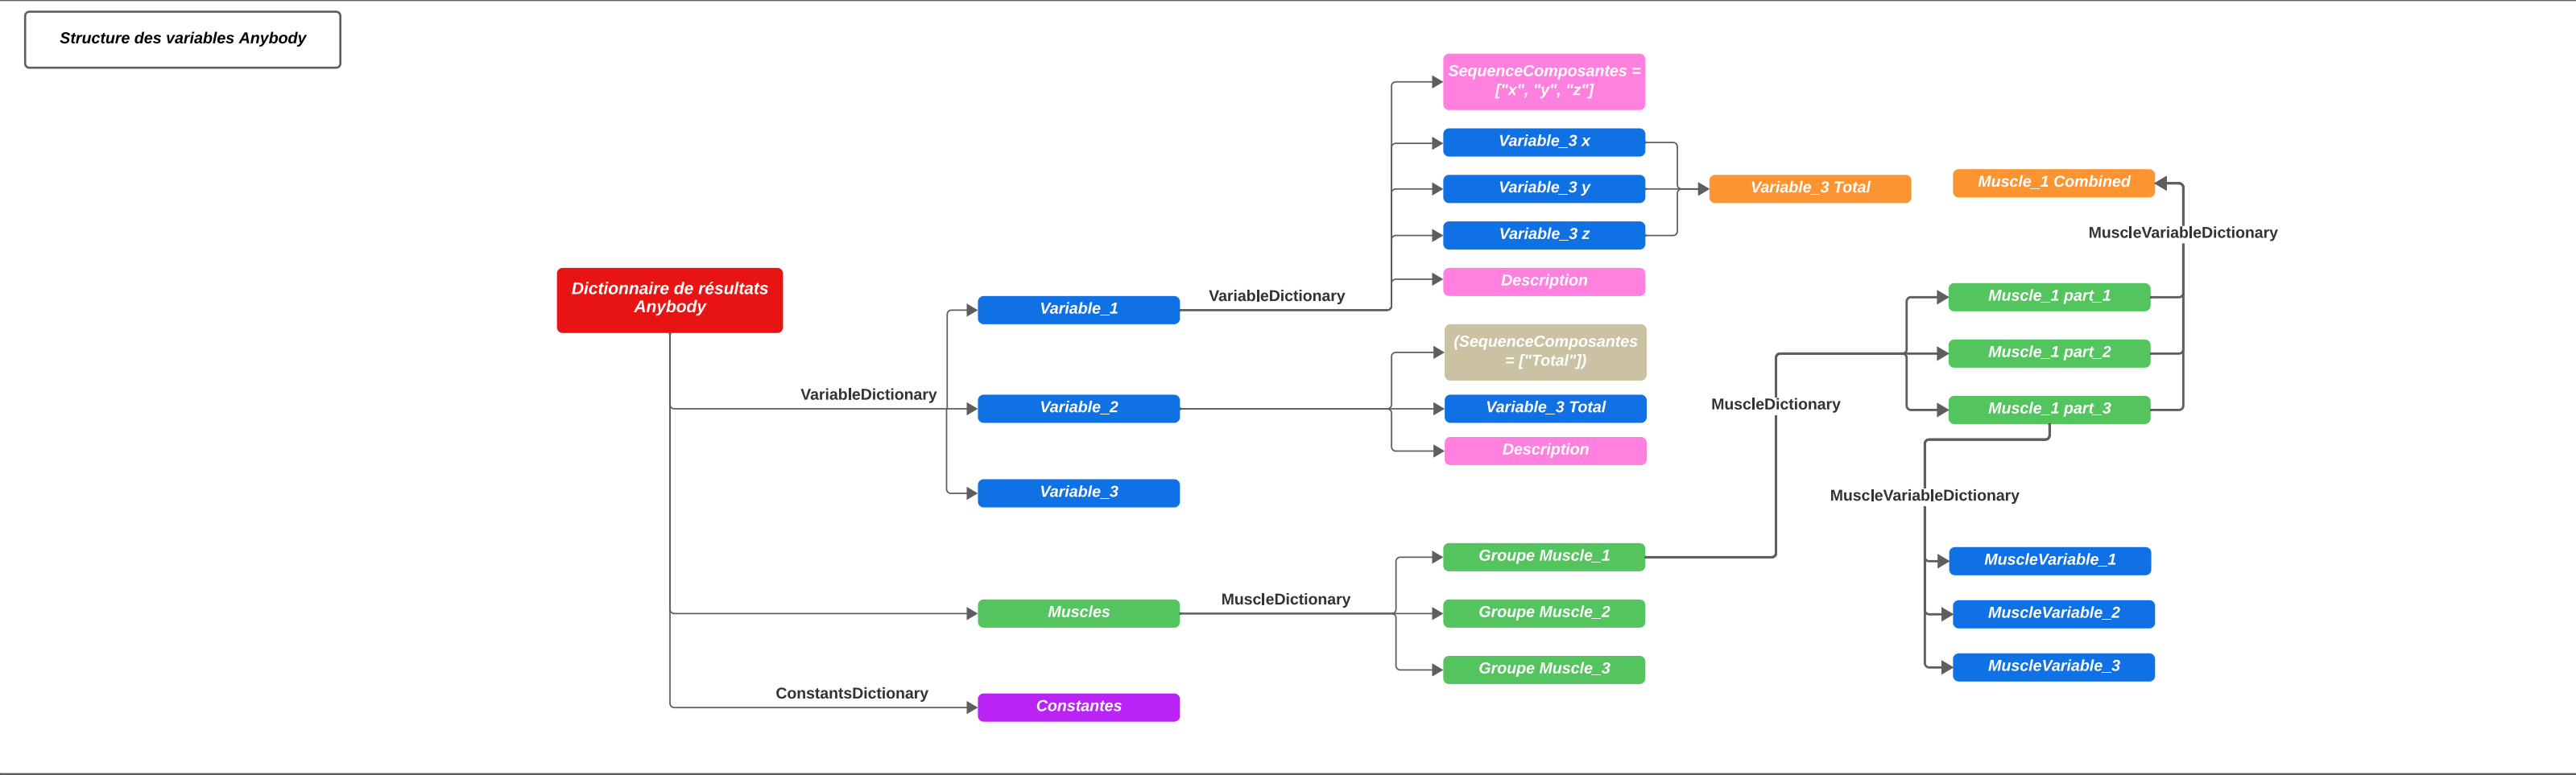 Structure des variables Anybody
SequenceComposantes =
["x", "y", "z"]
Variable_3 x
Variable_3 y
Variable_3 z
Description
Variable_3 Total
Muscle_1 Combined
MuscleVariableDictionary
Dictionnaire de résultats
Anybody
VariableDictionary
Variable_1
VariableDictionary
Variable_2
Variable_3
(SequenceComposantes
= ["Total"])
Variable_3 Total
Description
MuscleDictionary
Muscle_1 part_1
Muscle_1 part_2
Muscle_1 part_3
MuscleVariableDictionary
MuscleVariable_1
MuscleVariable_2
MuscleVariable_3
Muscles
MuscleDictionary
Groupe Muscle_1
Groupe Muscle_2
Groupe Muscle_3
ConstantsDictionary
Constantes